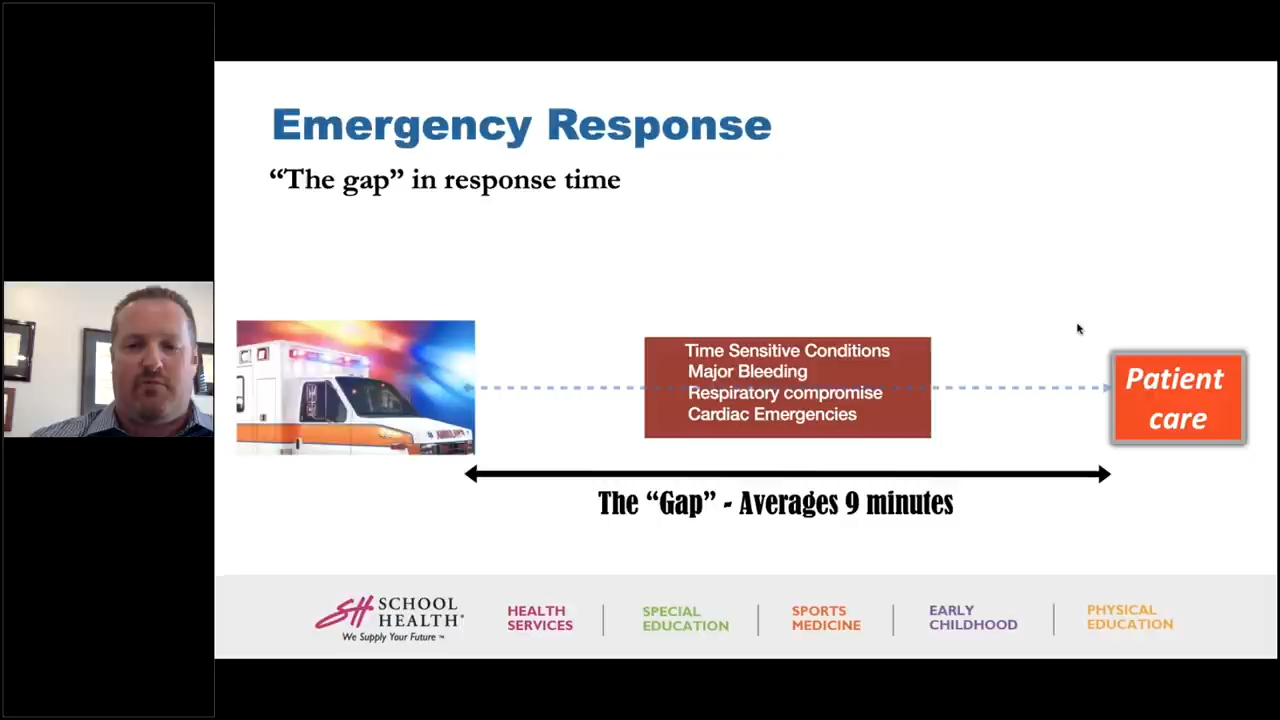 Emergency Response
“The gap” in response time
Time Sensitive Conditions
Major Bleeding
Respiratory compromise
Cardiac Emergencies
Patient
care
The “Gap” - Averages 9 minutes
SH SCHOOL
HEALTH®
We Supply Your Future ™
HEALTH
SERVICES
SPECIAL
EDUCATION
SPORTS
MEDICINE
EARLY
CHILDHOOD
PHYSICAL
EDUCATION